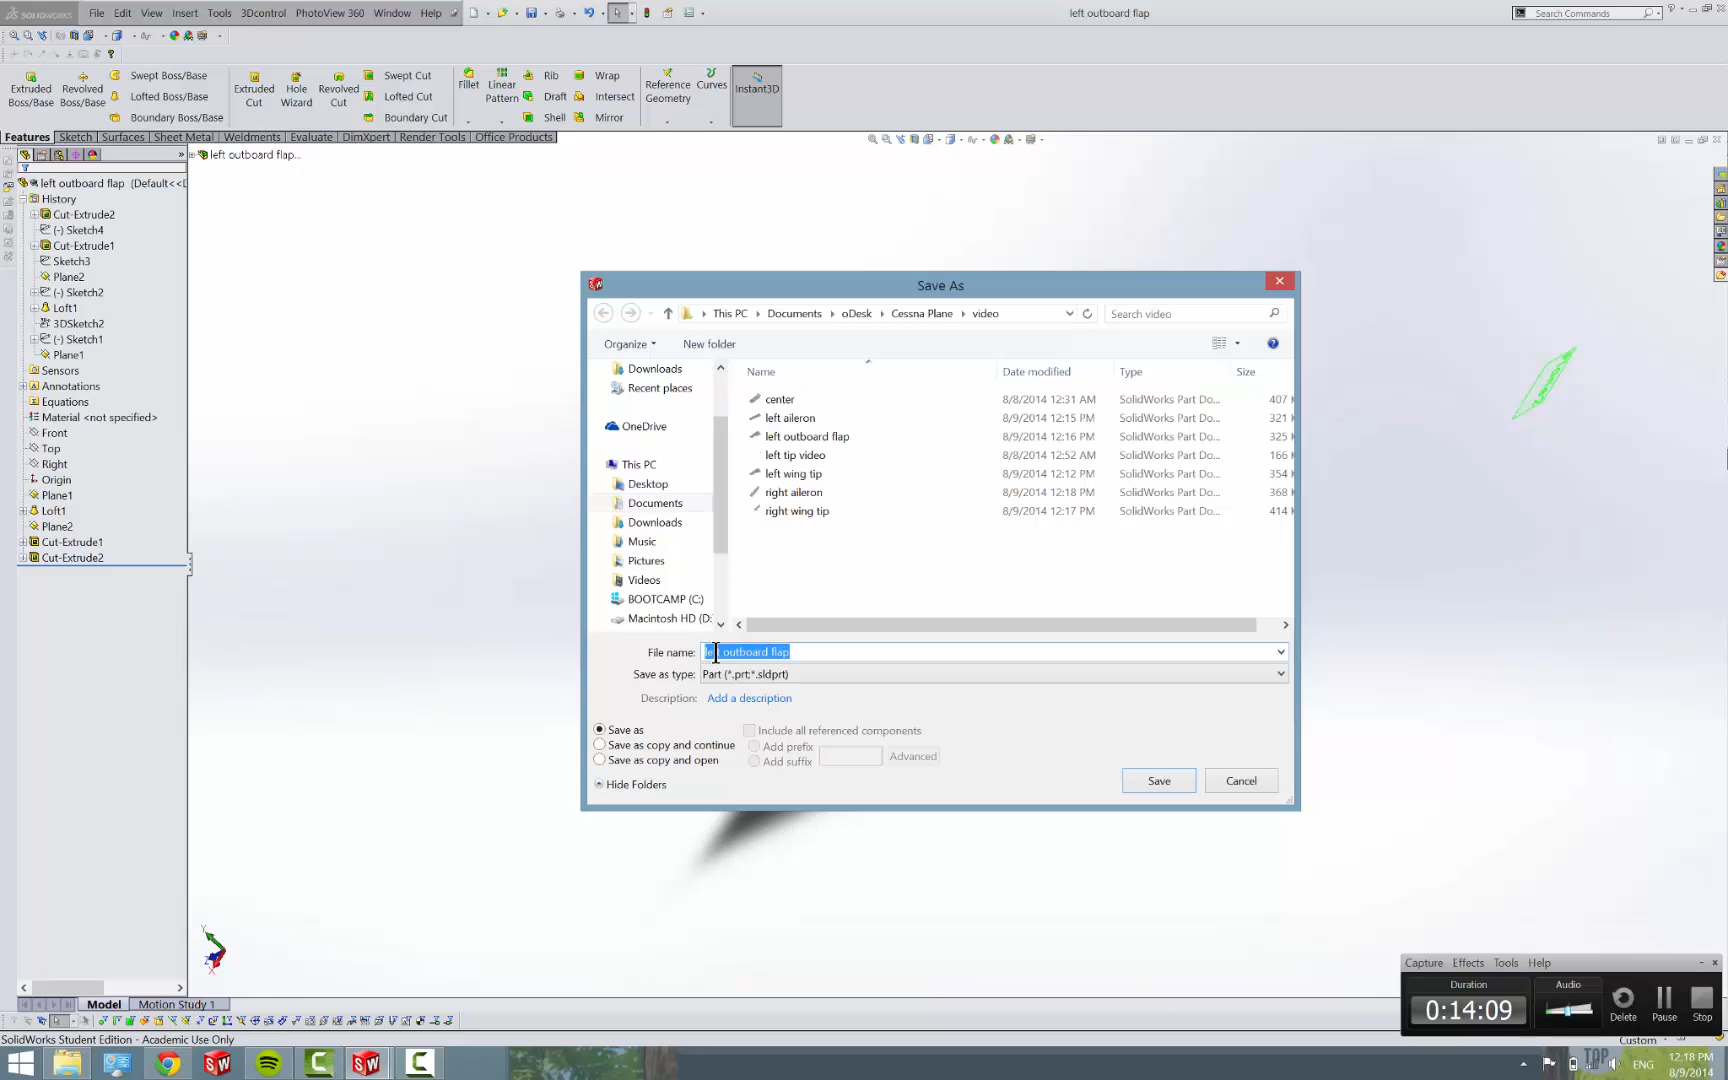 SOLIDWORKS File Edit View Insert Tools 3Dcontrol PhotoView 360 Window Help left outboard flap Search Commands
Extruded Boss/Base
Revolved Boss/Base
Swept Boss/Base
Lofted Boss/Base
Boundary Boss/Base
Extruded Cut
Hole Wizard
Revolved Cut
Swept Cut
Lofted Cut
Boundary Cut
Fillet
Linear Pattern
Rib
Draft
Shell
Wrap
Intersect
Mirror
Reference Geometry
Curves
Instant3D
Features Sketch Surfaces Sheet Metal Weldments Evaluate DimXpert Render Tools Office Products
left outboard flap...
left outboard flap (Default<<D
History
Cut-Extrude2
(-) Sketch4
Cut-Extrude1
Sketch3
Plane2
(-) Sketch2
Loft1
3DSketch2
(-) Sketch1
Plane1
Sensors
Annotations
Equations
Material <not specified>
Front
Top
Right
Origin
Plane1
Loft1
Plane2
Cut-Extrude1
Cut-Extrude2
Save As
This PC Documents oDesk Cessna Plane video Search video
Organize New folder
Downloads
Recent places
OneDrive
This PC
Desktop
Documents
Downloads
Music
Pictures
Videos
BOOTCAMP (C:)
Macintosh HD (D:
Name Date modified Type Size
center 8/8/2014 12:31 AM SolidWorks Part Do... 407 K
left aileron 8/9/2014 12:15 PM SolidWorks Part Do... 321 K
left outboard flap 8/9/2014 12:16 PM SolidWorks Part Do... 325 K
left tip video 8/8/2014 12:52 AM SolidWorks Part Do... 166 K
left wing tip 8/9/2014 12:12 PM SolidWorks Part Do... 354 K
right aileron 8/9/2014 12:18 PM SolidWorks Part Do... 368 K
right wing tip 8/9/2014 12:17 PM SolidWorks Part Do... 414 K
File name: left outboard flap
Save as type: Part (*.prt;*.sldprt)
Description: Add a description
Save as
Save as copy and continue
Save as copy and open
Include all referenced components
Add prefix
Add suffix
Advanced
Hide Folders
Save Cancel
Capture Effects Tools Help
Duration Audio
0:14:09
Delete Pause Stop
Model Motion Study 1
SolidWorks Student Edition - Academic Use Only
Custom
ENG
12:18 PM
8/9/2014